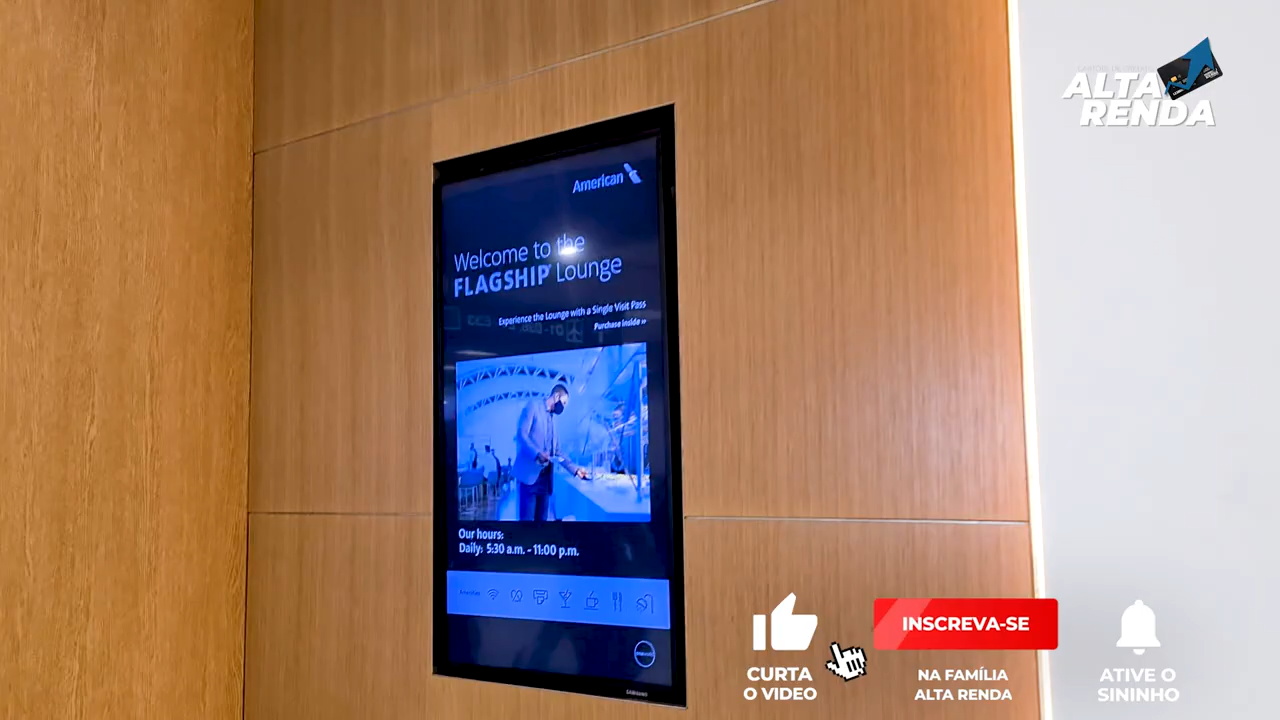 ALTA
RENDA
American
Welcome to the
FLAGSHIP Lounge
Experience the Lounge with a Single Visit Pass
Purchase inside »
Our hours:
Daily: 5:30 a.m. - 11:00 p.m.
SAMSUNG
CURTA
O VIDEO
INSCREVA-SE
NA FAMÍLIA
ALTA RENDA
ATIVE O
SININHO